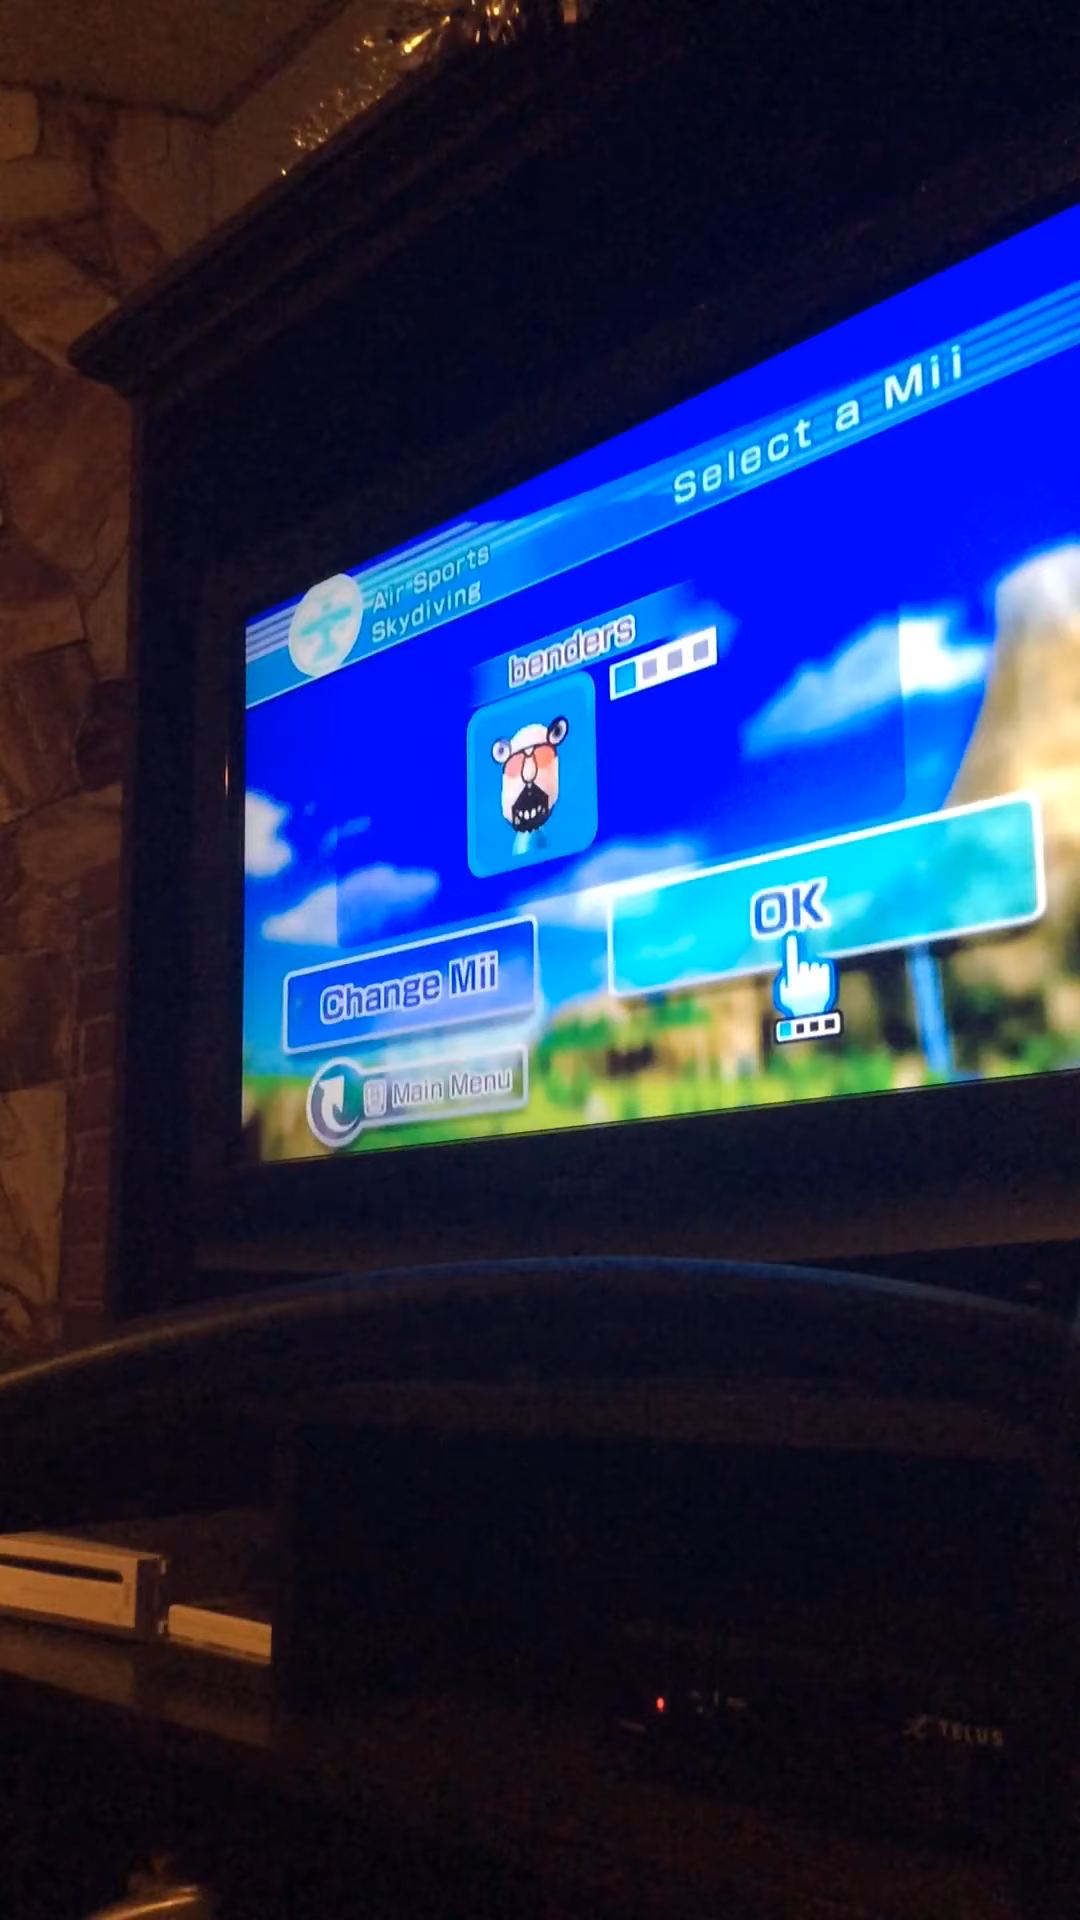 Select a Mii
Air Sports
Skydiving
benders
OK
Change Mii
Main Menu
TELUS